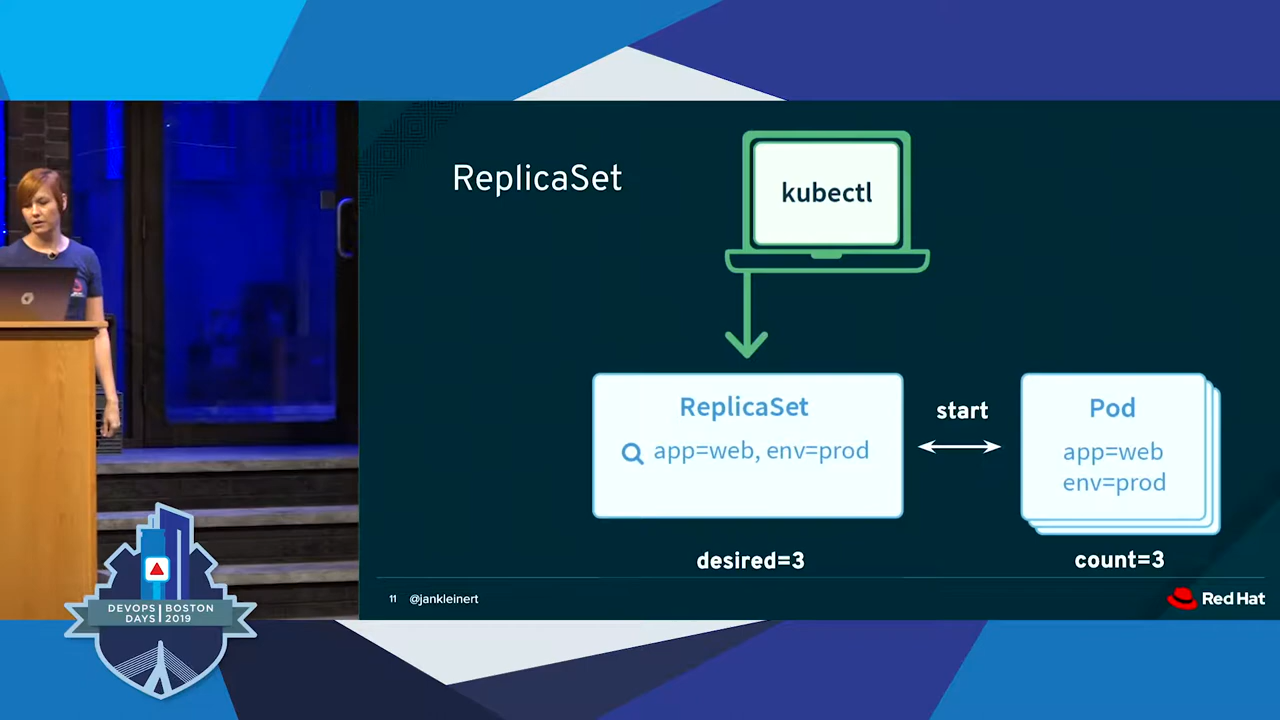 ReplicaSet
kubectl
ReplicaSet
app=web, env=prod
desired=3
start
Pod
app=web
env=prod
count=3
11 @jankleinert
Red Hat
DEVOPS BOSTON
DAYS 2019